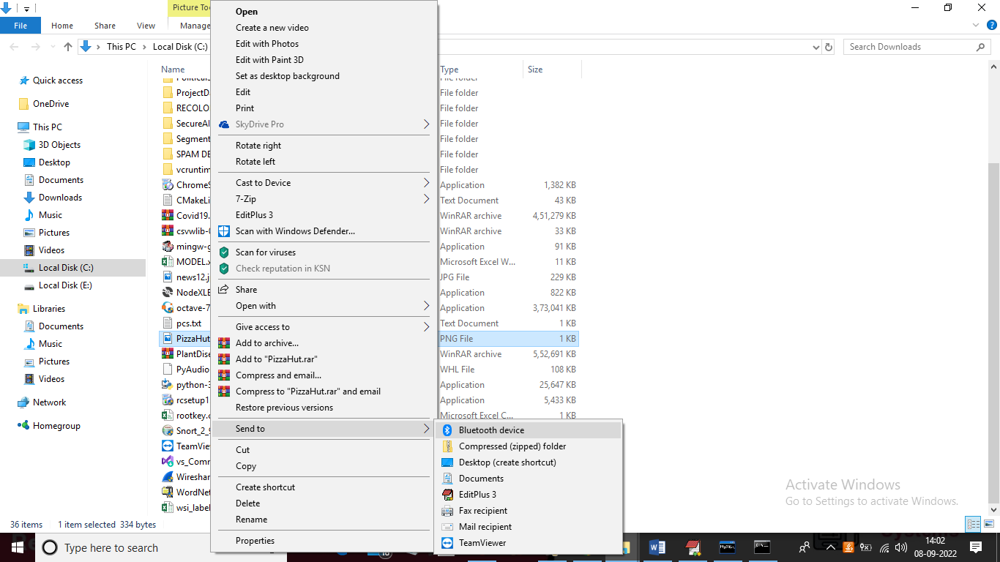 Picture Too
File Home Share View Manage
This PC Local Disk (C:) Search Downloads
Quick access
OneDrive
This PC
3D Objects
Desktop
Documents
Downloads
Music
Pictures
Videos
Local Disk (C:)
Local Disk (E:)
Libraries
Documents
Music
Pictures
Videos
Network
Homegroup
Name Type Size
File folder
ProjectDa File folder
RECOLO File folder
SecureAl File folder
Segment File folder
SPAM DE File folder
vcruntim File folder
ChromeS Application 1,382 KB
CMakeLi Text Document 43 KB
Covid19. WinRAR archive 4,51,279 KB
csvwlib-0 WinRAR archive 33 KB
mingw-g Application 91 KB
MODEL.x Microsoft Excel W... 11 KB
news12.j JPG File 229 KB
NodeXLE Application 822 KB
octave-7 Application 3,73,041 KB
pcs.txt Text Document 1 KB
PizzaHut PNG File 1 KB
PlantDise WinRAR archive 5,52,691 KB
PyAudio WHL File 108 KB
python-3 Application 25,647 KB
rcsetup1 Application 5,433 KB
rootkey.c Microsoft Excel C... 1 KB
Snort_2_9
TeamView
vs_Comm
Wireshar
WordNet
wsi_label
Open
Create a new video
Edit with Photos
Edit with Paint 3D
Set as desktop background
Edit
Print
SkyDrive Pro
Rotate right
Rotate left
Cast to Device
7-Zip
EditPlus 3
Scan with Windows Defender...
Scan for viruses
Check reputation in KSN
Share
Open with
Give access to
Add to archive...
Add to "PizzaHut.rar"
Compress and email...
Compress to "PizzaHut.rar" and email
Restore previous versions
Send to
Cut
Copy
Create shortcut
Delete
Rename
Properties
Bluetooth device
Compressed (zipped) folder
Desktop (create shortcut)
Documents
EditPlus 3
Fax recipient
Mail recipient
TeamViewer
Activate Windows
Go to Settings to activate Windows.
36 items 1 item selected 334 bytes
Type here to search
14:02
08-09-2022